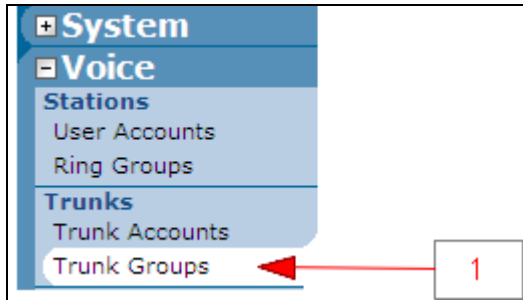 System
Voice
Stations
User Accounts
Ring Groups
Trunks
Trunk Accounts
Trunk Groups
1